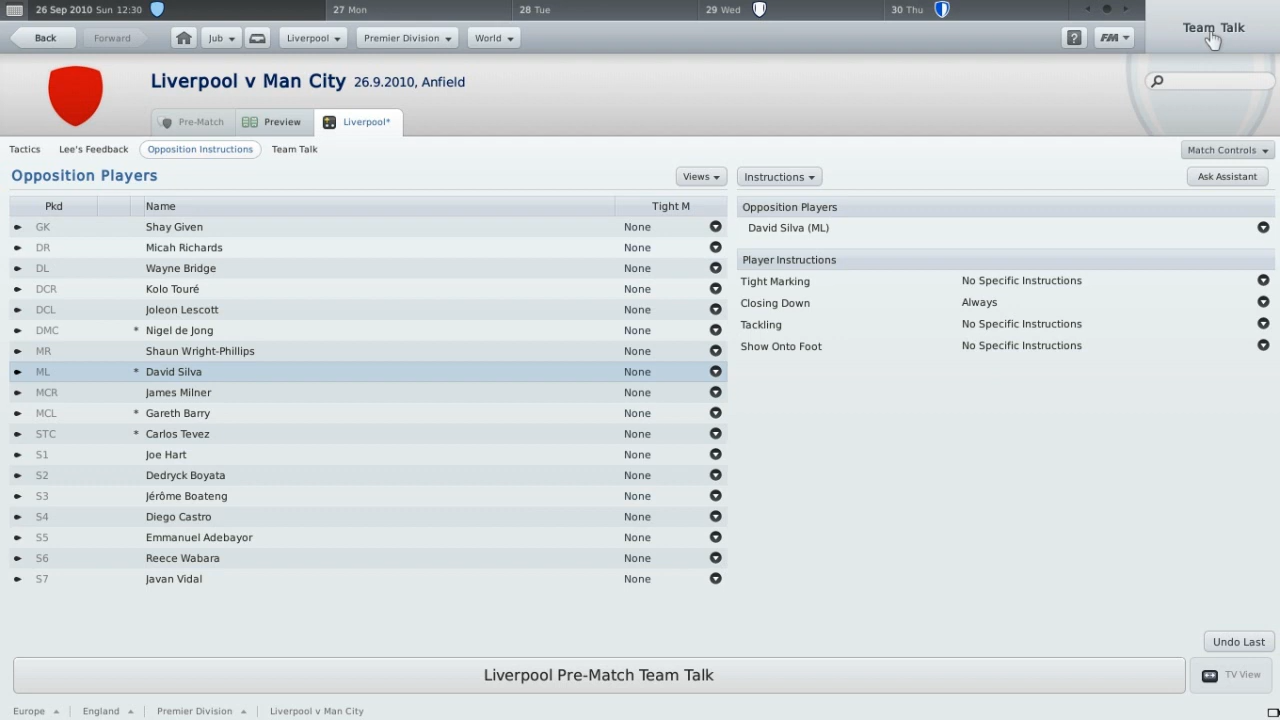 26 Sep 2010 Sun 12:30 27 Mon 28 Tue 29 Wed 30 Thu
Team Talk
Back Forward Job Liverpool Premier Division World ? FM
Liverpool v Man City 26.9.2010, Anfield
Pre-Match Preview Liverpool*
Tactics Lee's Feedback Opposition Instructions Team Talk Match Controls
Opposition Players Views Instructions Ask Assistant
Pkd Name Tight M
GK Shay Given None
DR Micah Richards None
DL Wayne Bridge None
DCR Kolo Touré None
DCL Joleon Lescott None
DMC * Nigel de Jong None
MR Shaun Wright-Phillips None
ML * David Silva None
MCR James Milner None
MCL * Gareth Barry None
STC * Carlos Tevez None
S1 Joe Hart None
S2 Dedryck Boyata None
S3 Jérôme Boateng None
S4 Diego Castro None
S5 Emmanuel Adebayor None
S6 Reece Wabara None
S7 Javan Vidal None
Opposition Players
David Silva (ML)
Player Instructions
Tight Marking No Specific Instructions
Closing Down Always
Tackling No Specific Instructions
Show Onto Foot No Specific Instructions
Undo Last
Liverpool Pre-Match Team Talk TV View
Europe England Premier Division Liverpool v Man City